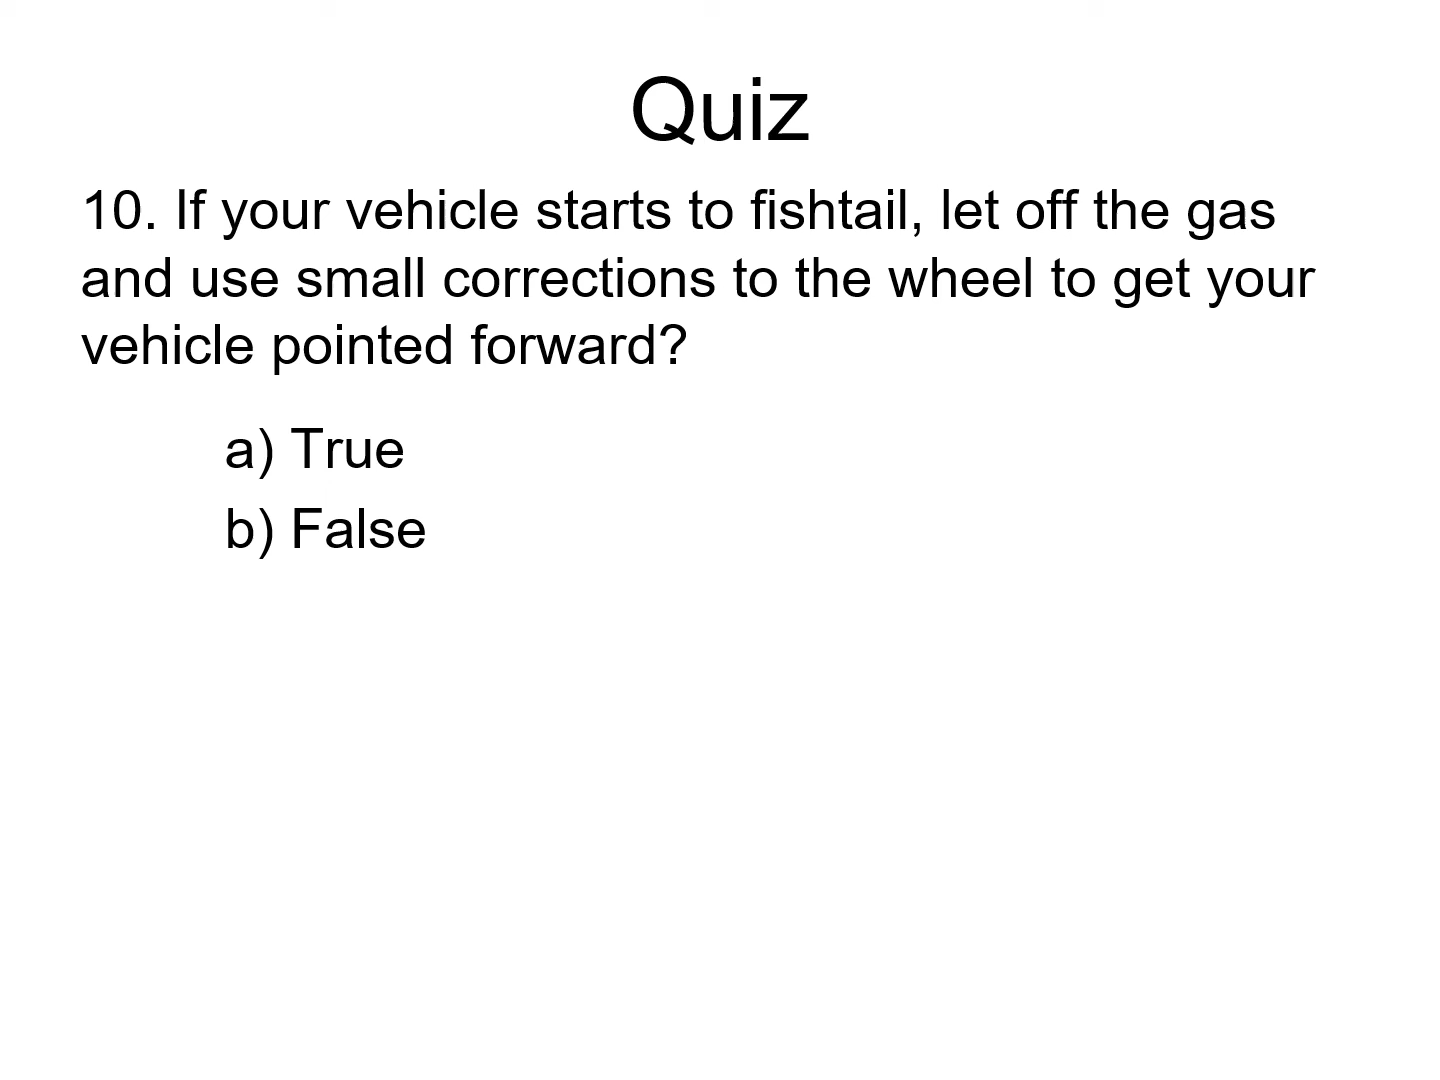 Quiz
10. If your vehicle starts to fishtail, let off the gas
and use small corrections to the wheel to get your
vehicle pointed forward?
a) True
b) False